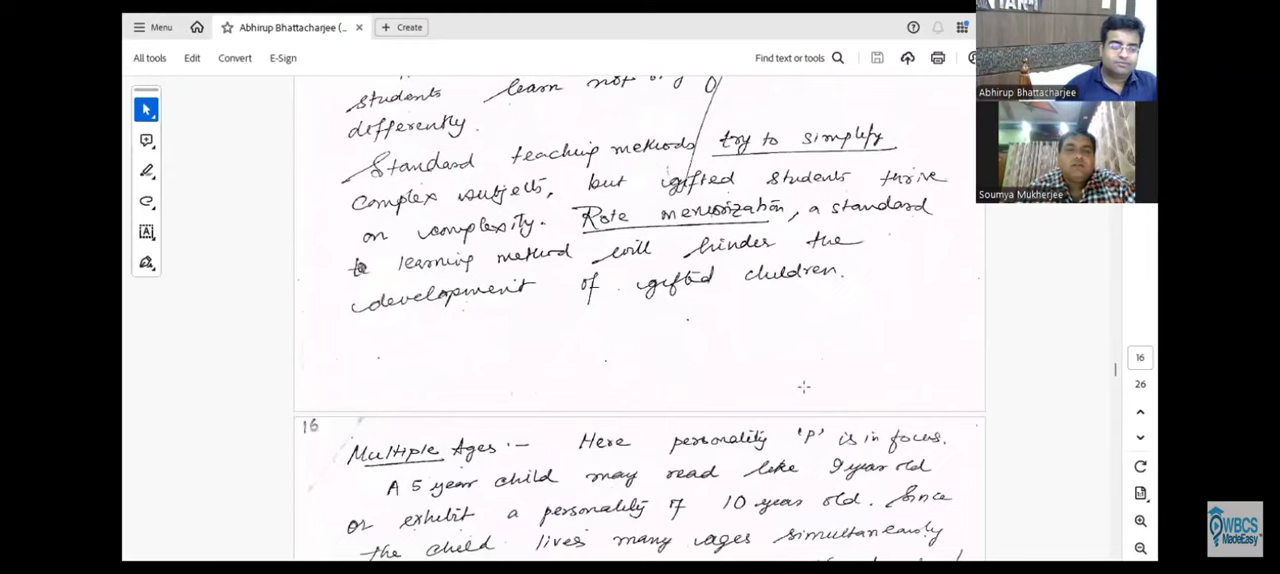 Menu
Abhirup Bhattacharjee (...
Create
All tools Edit Convert E-Sign
Find text or tools
students learn not
differently.
Standard teaching methods try to simplify
complex subjects, but gifted students thrive
on complexity. Rote memorization, a standard
learning method will hinder the
development of gifted children.
16
Multiple Ages :- Here personality 'P' is in focus.
A 5 year child may read like 9 year old
or exhibit a personality of 10 year old. Since
the child lives many ages simultaneously
16
26
Abhirup Bhattacharjee
Soumya Mukherjee
WBCS
MadeEasy